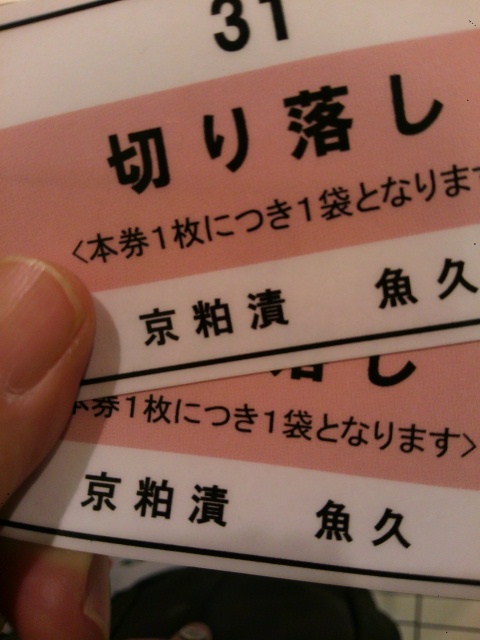 31
切り落し
〈本券1枚につき1袋となります
京粕漬 魚久
落し
本券1枚につき1袋となります〉
京粕漬 魚久